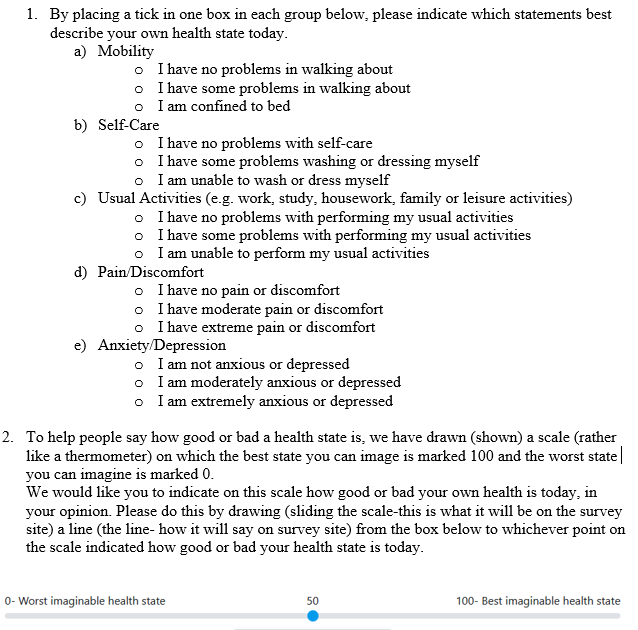 1. By placing a tick in one box in each group below, please indicate which statements best
describe your own health state today.
a) Mobility
o I have no problems in walking about
o I have some problems in walking about
o I am confined to bed
b) Self-Care
o I have no problems with self-care
o I have some problems washing or dressing myself
o I am unable to wash or dress myself
c) Usual Activities (e.g. work, study, housework, family or leisure activities)
o I have no problems with performing my usual activities
o I have some problems with performing my usual activities
o I am unable to perform my usual activities
d) Pain/Discomfort
o I have no pain or discomfort
o I have moderate pain or discomfort
o I have extreme pain or discomfort
e) Anxiety/Depression
o I am not anxious or depressed
o I am moderately anxious or depressed
o I am extremely anxious or depressed
2. To help people say how good or bad a health state is, we have drawn (shown) a scale (rather
like a thermometer) on which the best state you can image is marked 100 and the worst state
you can imagine is marked 0.
We would like you to indicate on this scale how good or bad your own health is today, in
your opinion. Please do this by drawing (sliding the scale-this is what it will be on the survey
site) a line (the line- how it will say on survey site) from the box below to whichever point on
the scale indicated how good or bad your health state is today.
0- Worst imaginable health state 50 100- Best imaginable health state